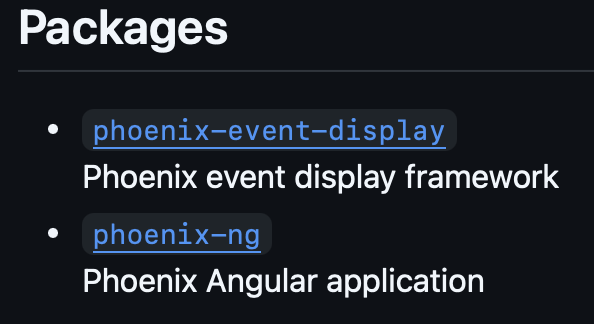 Packages
phoenix-event-display
Phoenix event display framework
phoenix-ng
Phoenix Angular application